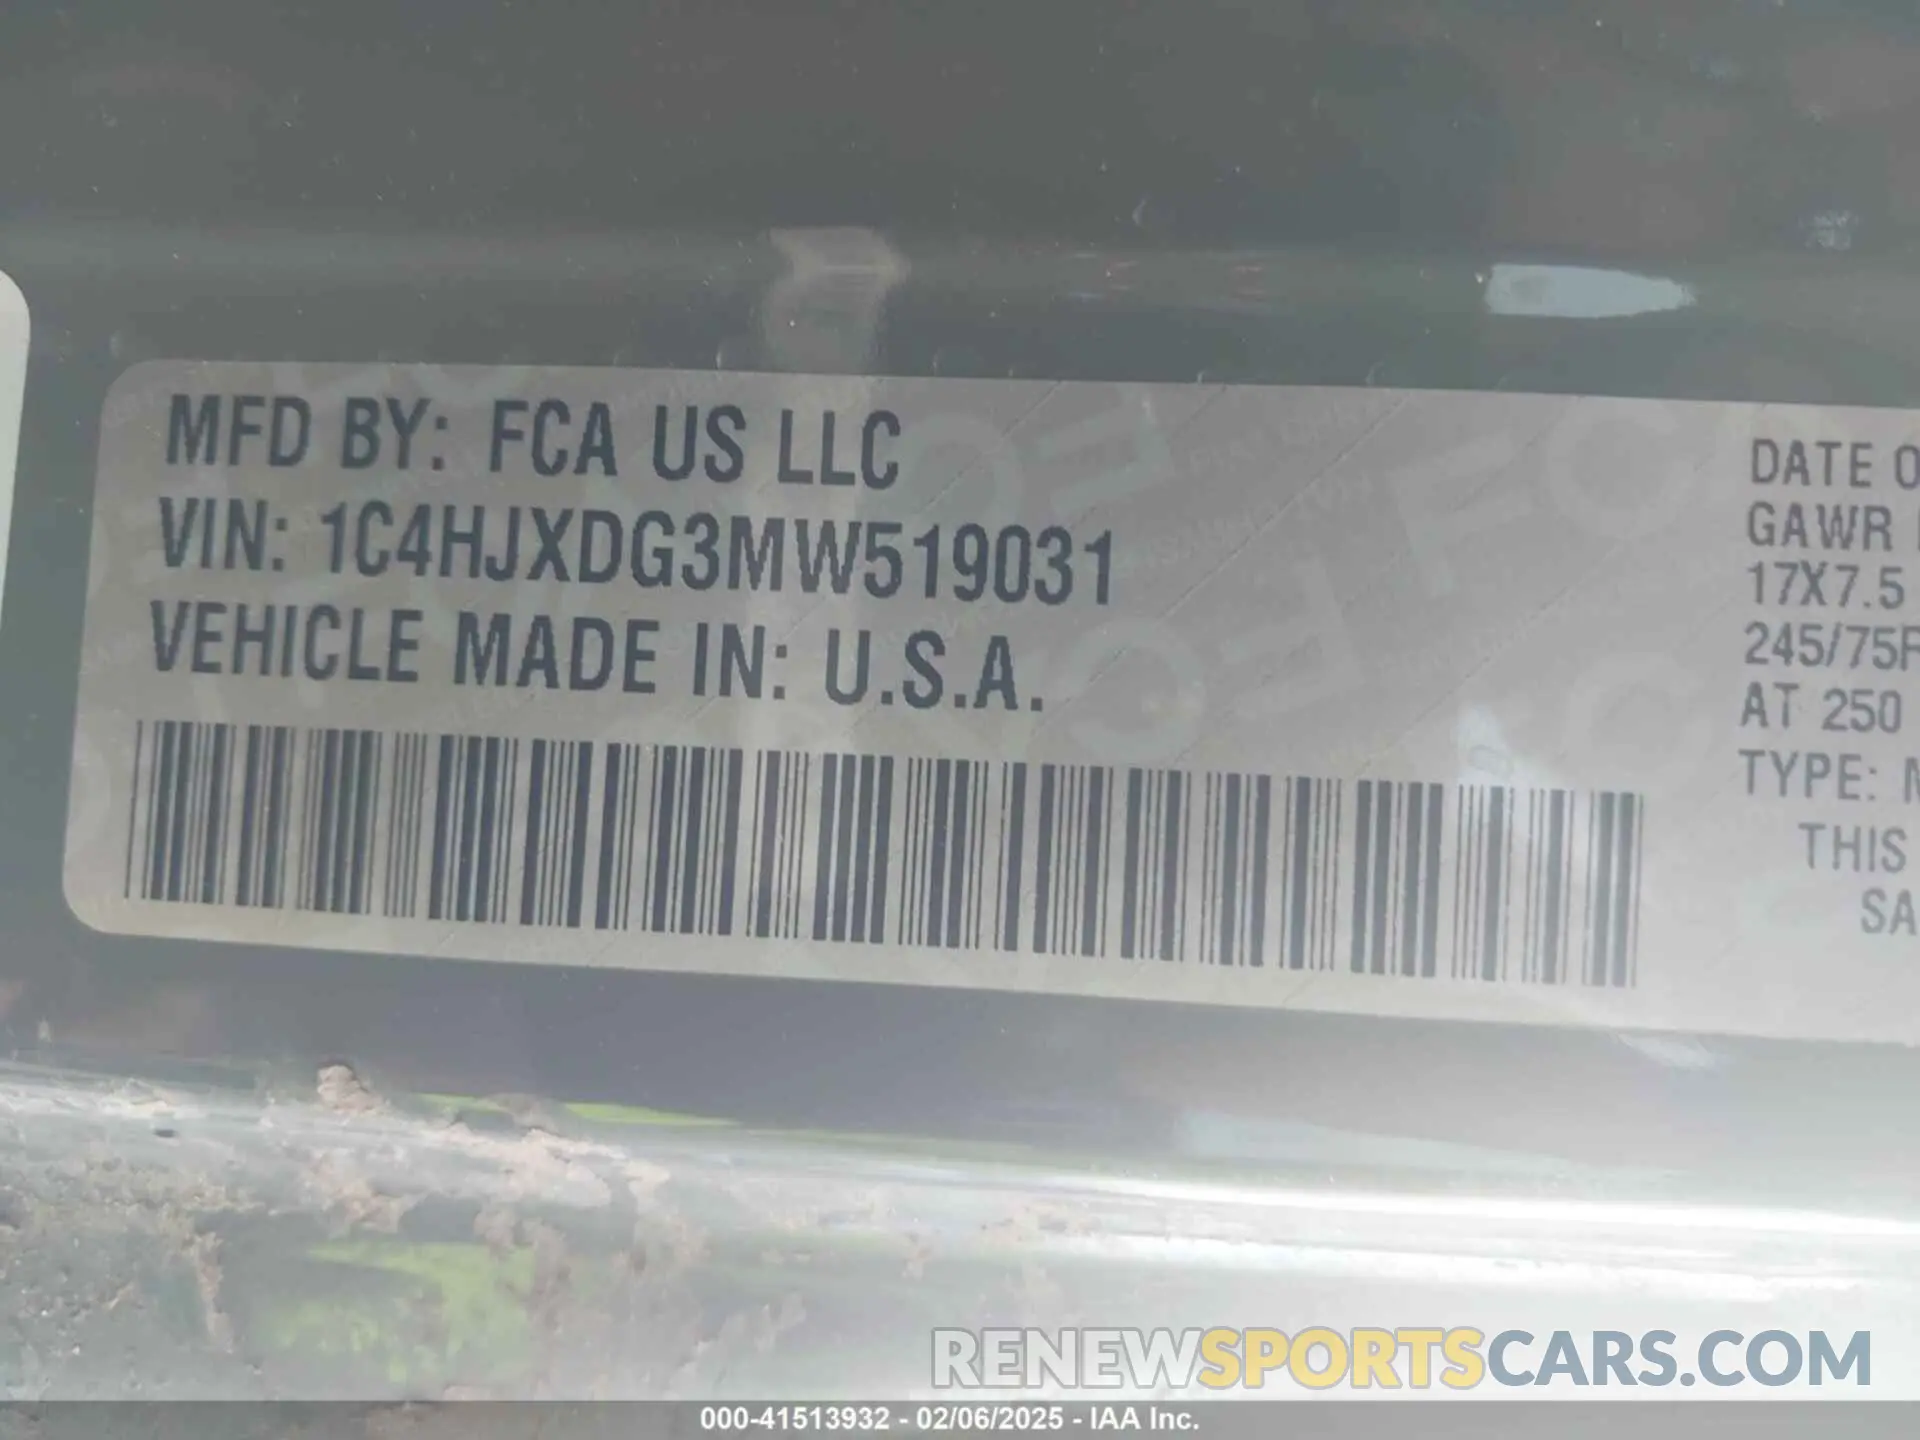 MFD BY: FCA US LLC
VIN: 1C4HJXDG3MW519031
VEHICLE MADE IN: U.S.A.
DATE O
GAWR
17X7.5
245/75R
AT 250
TYPE:
THIS
SA
RENEWSPORTSCARS.COM
000-41513932 - 02/06/2025 - IAA Inc.